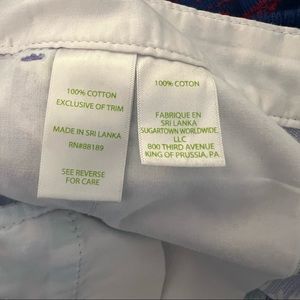 100% COTTON
EXCLUSIVE OF TRIM
MADE IN SRI LANKA
RN#88189
SEE REVERSE
FOR CARE
100% COTON
FABRIQUE EN
SRI LANKA
SUGARTOWN WORLDWIDE,
LLC
800 THIRD AVENUE
KING OF PRUSSIA, PA